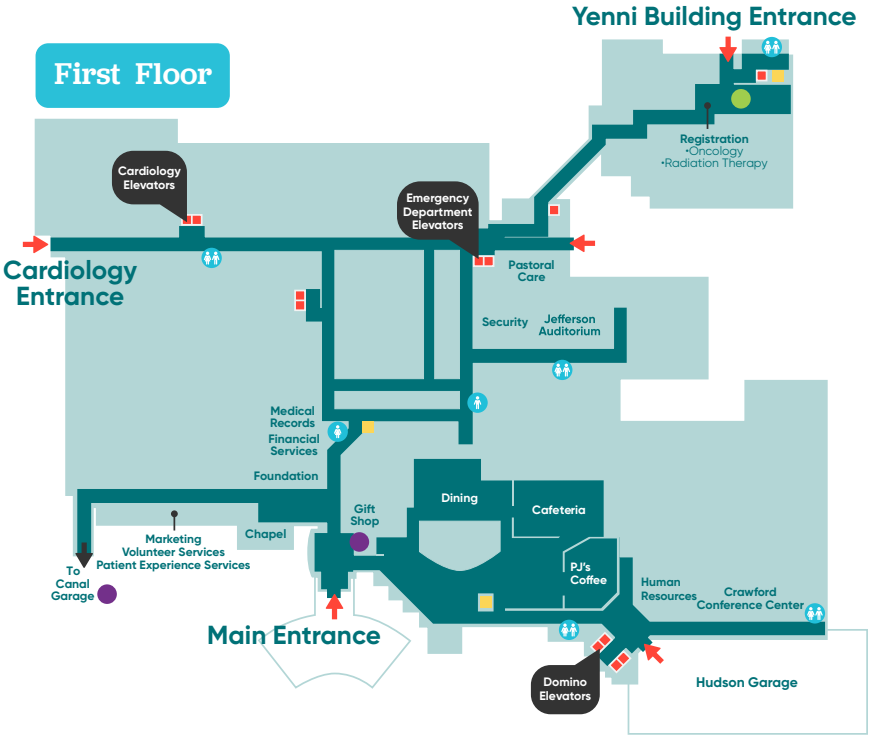 Yenni Building Entrance
First Floor
Registration
•Oncology
•Radiation Therapy
Cardiology
Elevators
Emergency
Department
Elevators
Cardiology
Entrance
Pastoral
Care
Security
Jefferson
Auditorium
Medical
Records
Financial
Services
Foundation
Dining
Cafeteria
Gift
Shop
Chapel
Marketing
Volunteer Services
Patient Experience Services
To
Canal
Garage
PJ's
Coffee
Human
Resources
Crawford
Conference Center
Main Entrance
Domino
Elevators
Hudson Garage